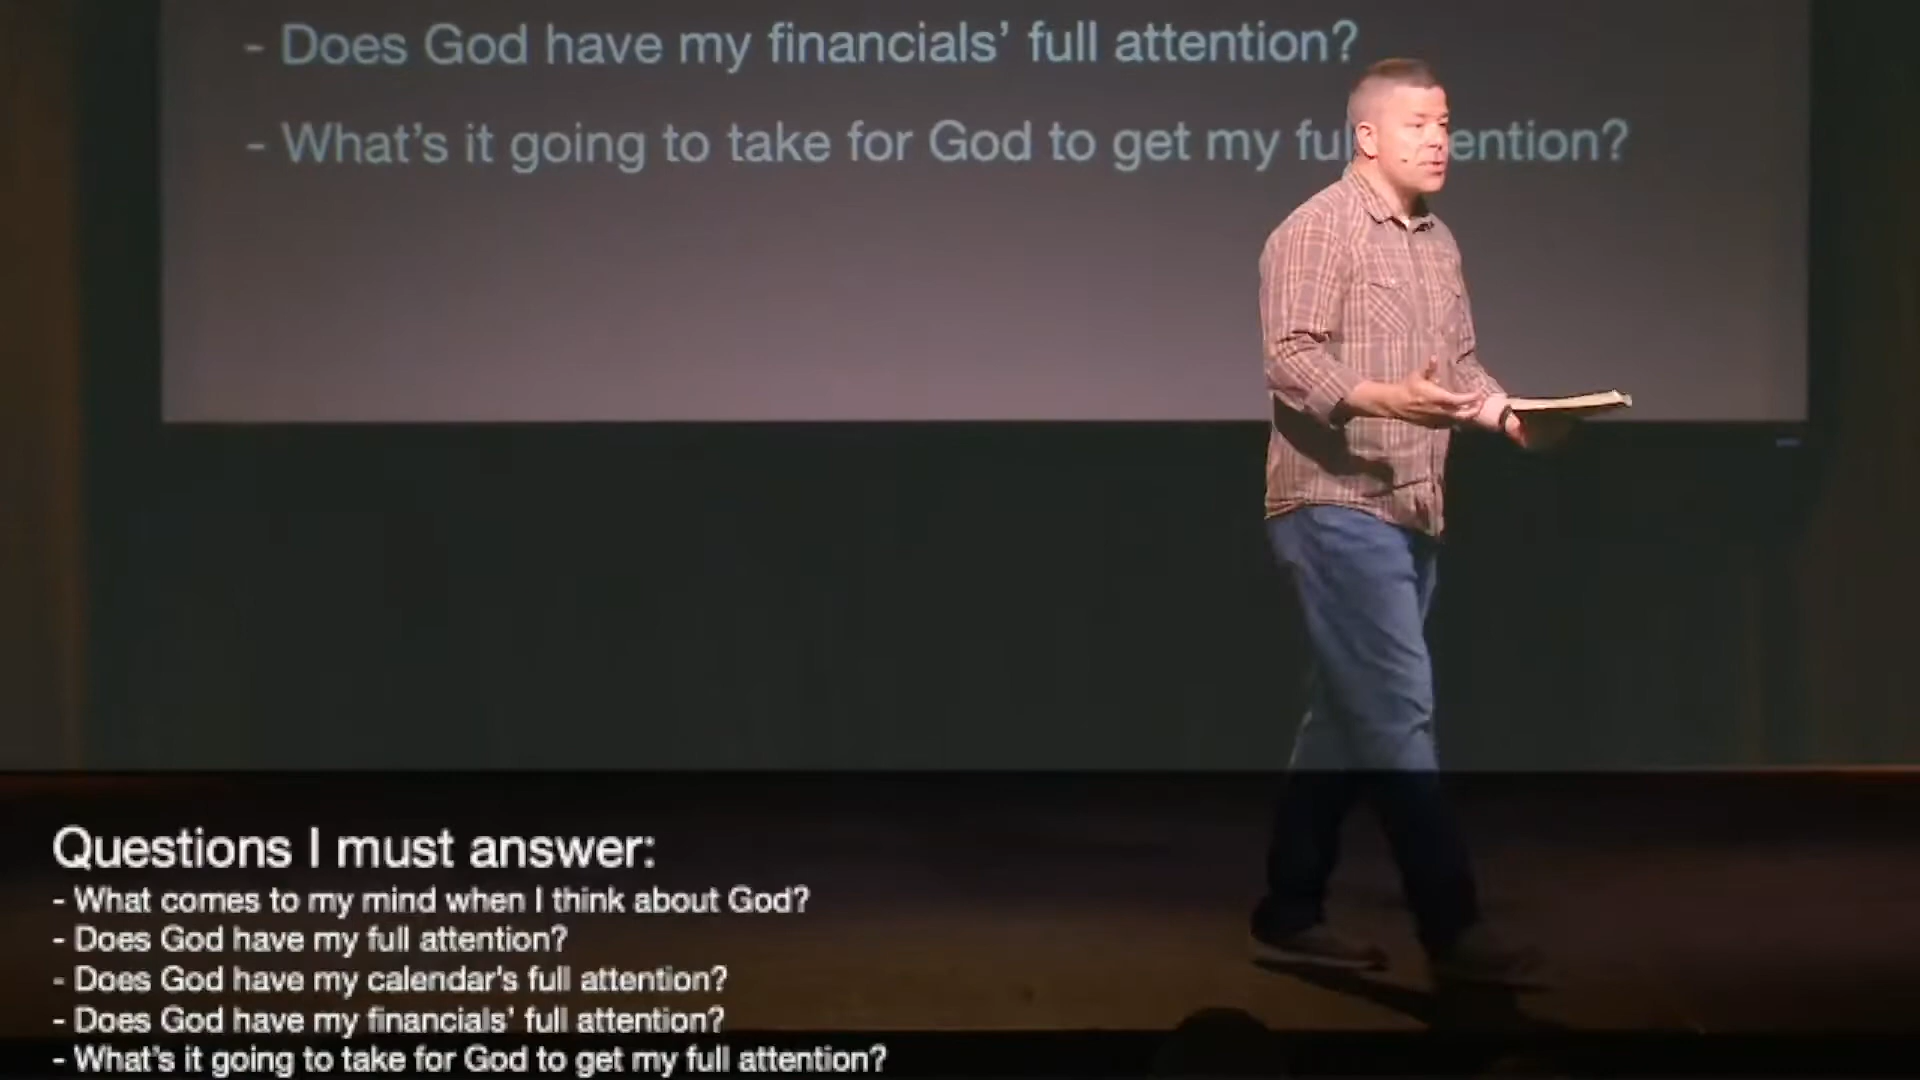 - Does God have my financials' full attention?
- What's it going to take for God to get my ful ention?
Questions I must answer:
- What comes to my mind when I think about God?
- Does God have my full attention?
- Does God have my calendar's full attention?
- Does God have my financials' full attention?
- What's it going to take for God to get my full attention?